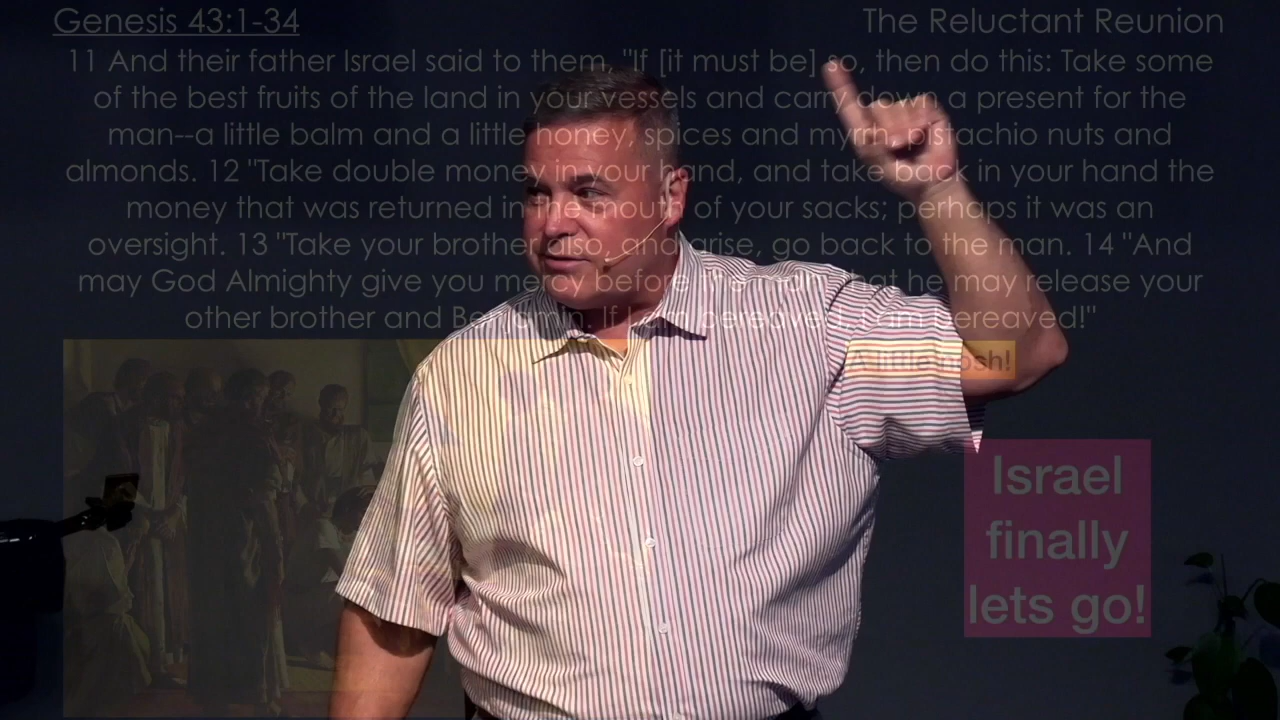 Genesis 43:1-34 The Reluctant Reunion
11 And their father Israel said to them, "If [it must be] so, then do this: Take some
of the best fruits of the land in your vessels and carry down a present for the
man--a little balm and a little honey, spices and myrrh, pistachio nuts and
almonds. 12 "Take double money in your hand, and take back in your hand the
money that was returned in of your sacks; perhaps it was an
oversight. 13 "Take your brother also, and arise, go back to the man. 14 "And
may God Almighty give you mercy before the man, that he may release your
other brother and Benjamin. If I am bereaved, I am bereaved!"
A little nosh!
Israel
finally
lets go!